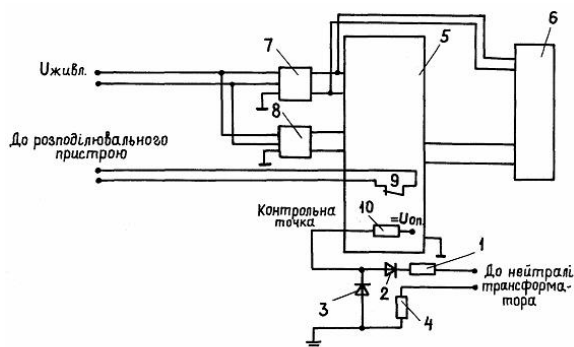 Uживл.
До розподілювального
пристрою
Контрольна
точка
=Uоп.
До нейтралі
трансформа-
тора
1
2
3
4
5
6
7
8
9
10